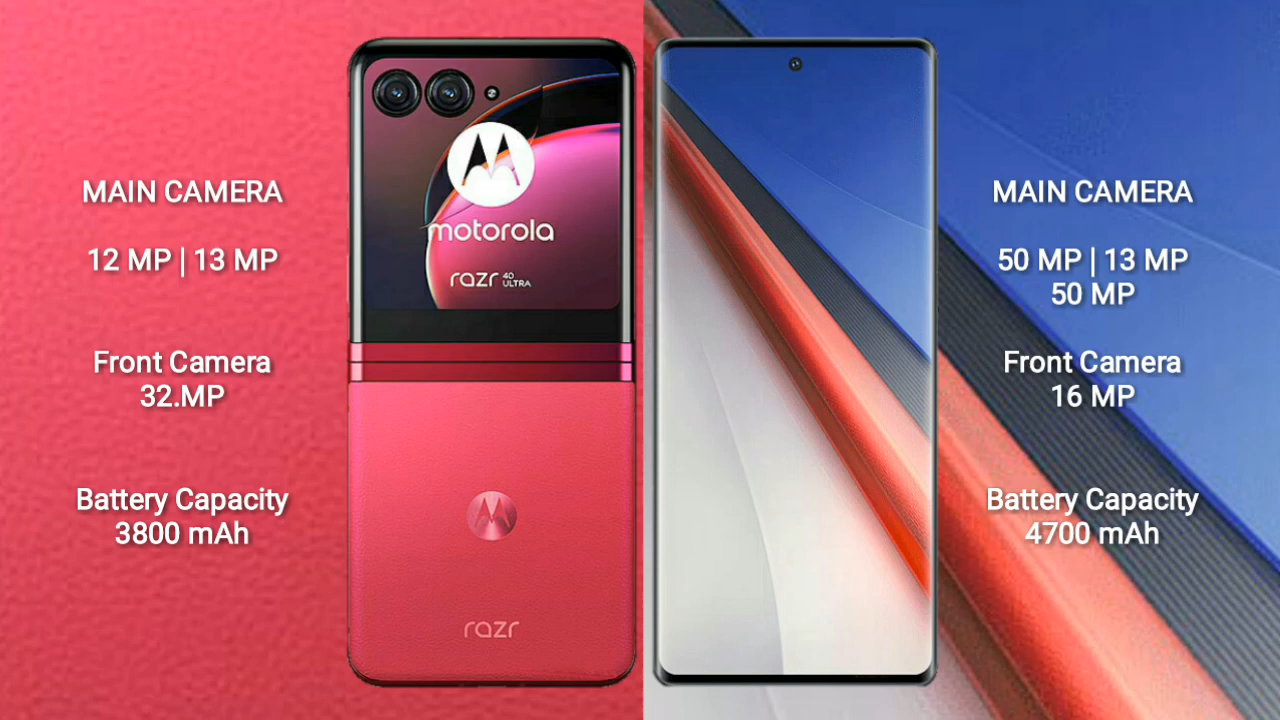 MAIN CAMERA
12 MP | 13 MP
Front Camera
32.MP
Battery Capacity
3800 mAh
motorola
razr 40 ULTRA
razr
MAIN CAMERA
50 MP | 13 MP
50 MP
Front Camera
16 MP
Battery Capacity
4700 mAh